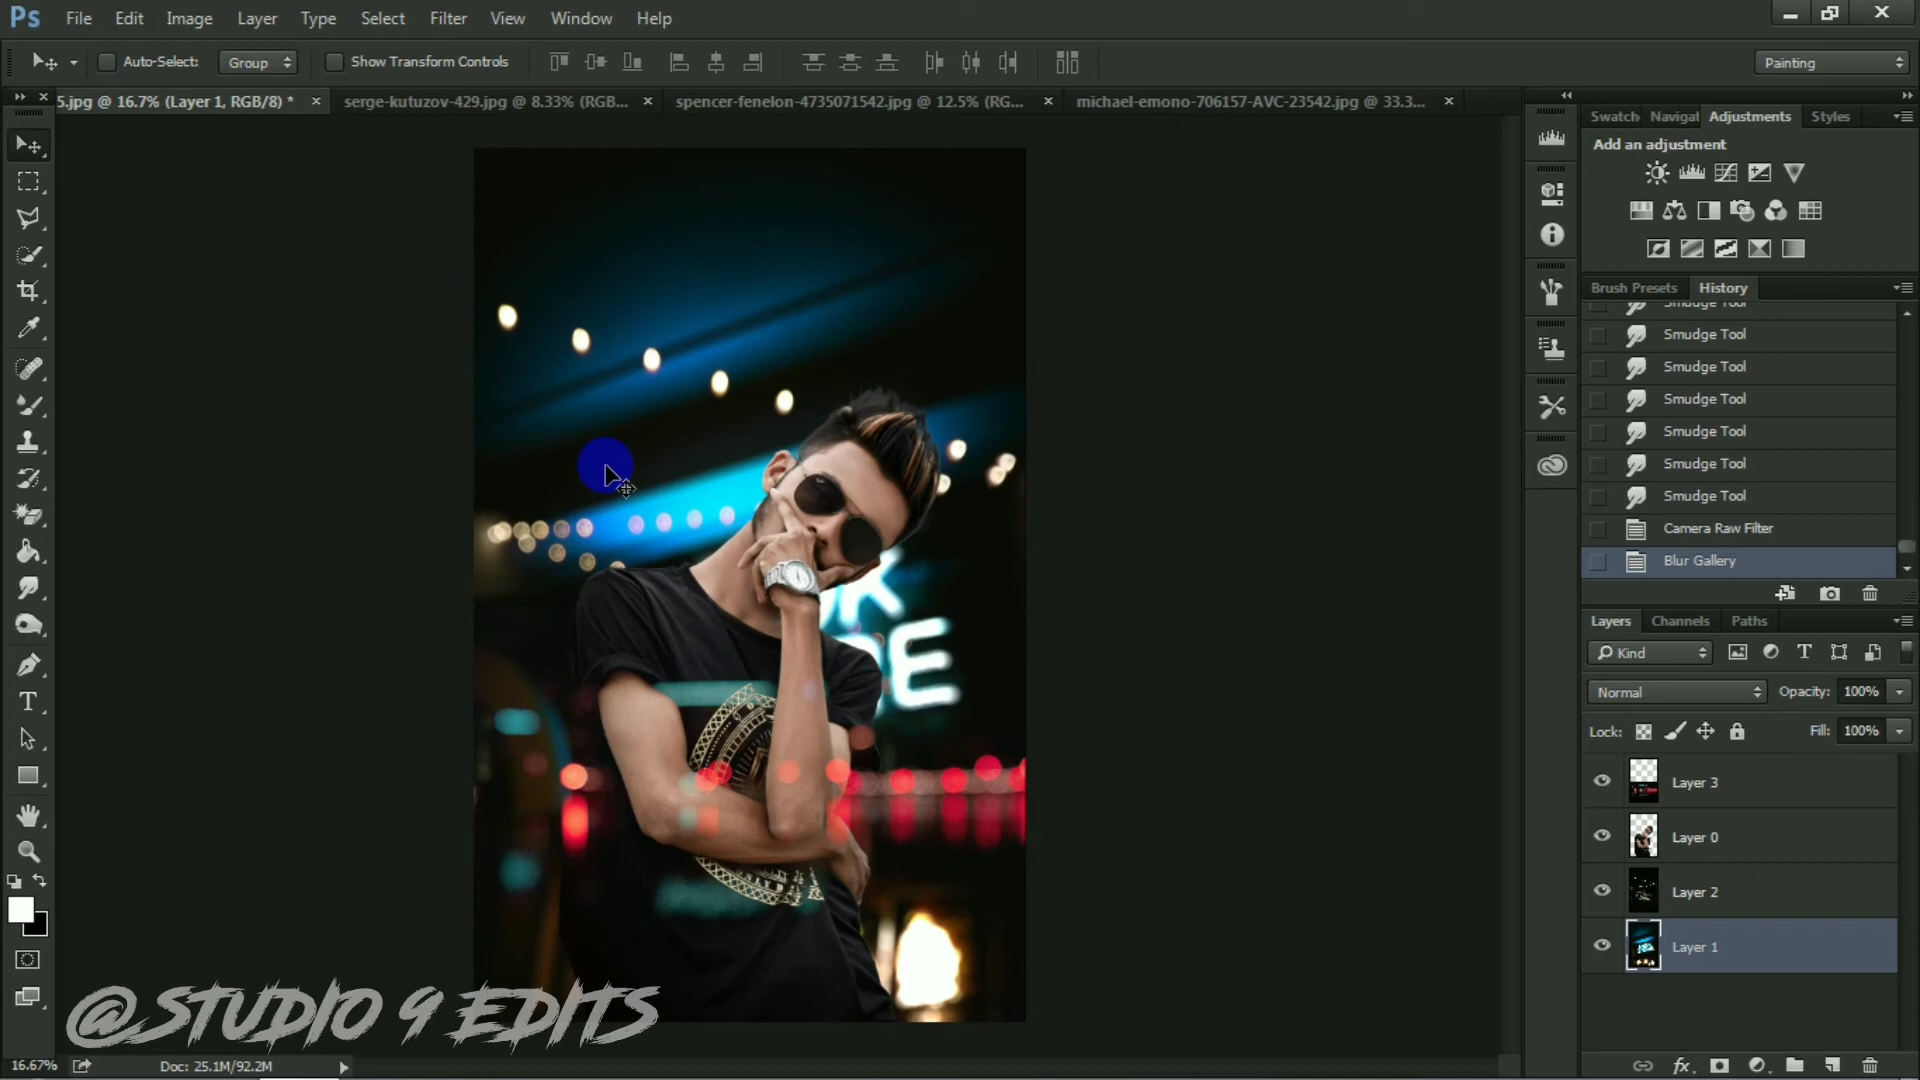 Ps File Edit Image Layer Type Select Filter View Window Help
Auto-Select: Group Show Transform Controls Painting
5.jpg @ 16.7% (Layer 1, RGB/8) * serge-kutuzov-429.jpg @ 8.33% (RGB... spencer-fenelon-4735071542.jpg @ 12.5% (RG... michael-emono-706157-AVC-23542.jpg @ 33.3...
Swatch Navigat Adjustments Styles
Add an adjustment
Brush Presets History
Smudge Tool
Smudge Tool
Smudge Tool
Smudge Tool
Smudge Tool
Smudge Tool
Smudge Tool
Camera Raw Filter
Blur Gallery
Layers Channels Paths
Kind
Normal Opacity: 100%
Lock: Fill: 100%
Layer 3
Layer 0
Layer 2
Layer 1
@STUDIO 9 EDITS
16.67% Doc: 25.1M/92.2M